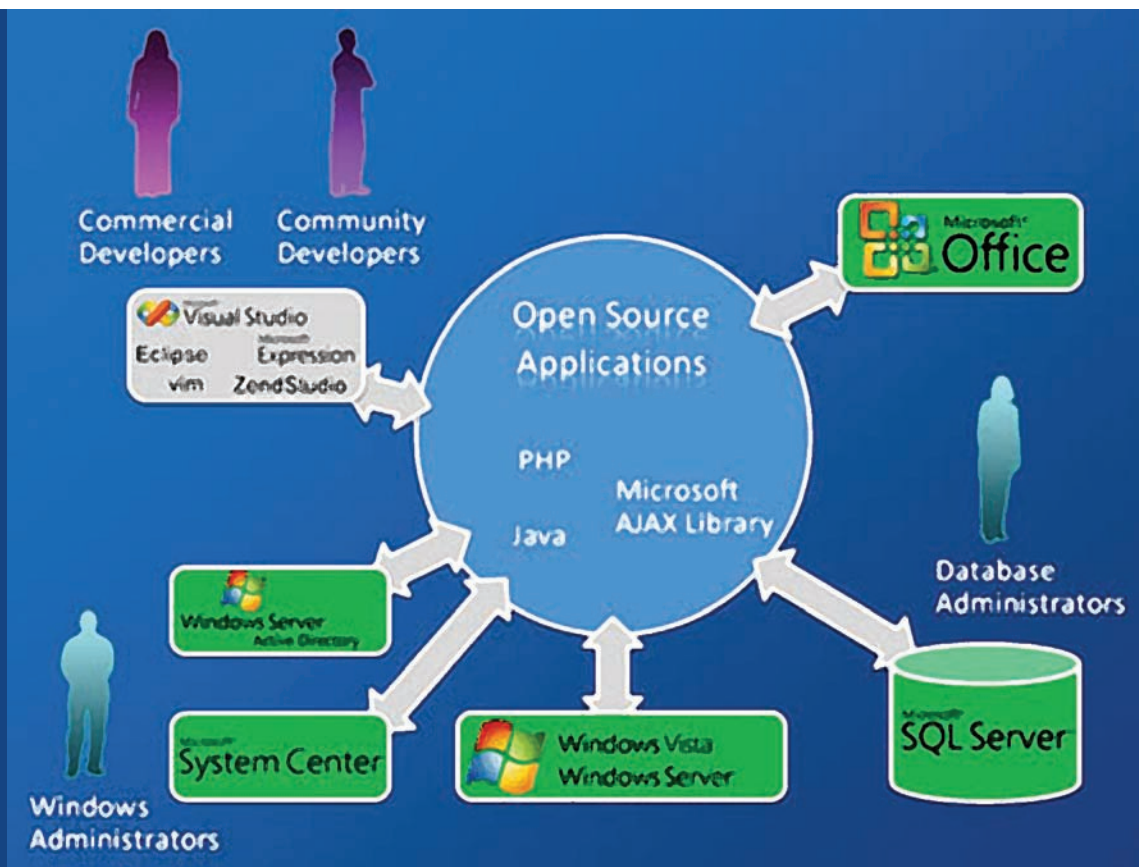 Commercial
Developers
Community
Developers
Microsoft
Visual Studio
Eclipse
Microsoft
Expression
vim
ZendStudio
Open Source
Applications
PHP
Microsoft
AJAX Library
Java
Microsoft
Office
Database
Administrators
Windows Server
Active Directory
Windows
Administrators
Microsoft
System Center
Windows Vista
Windows Server
Microsoft
SQL Server